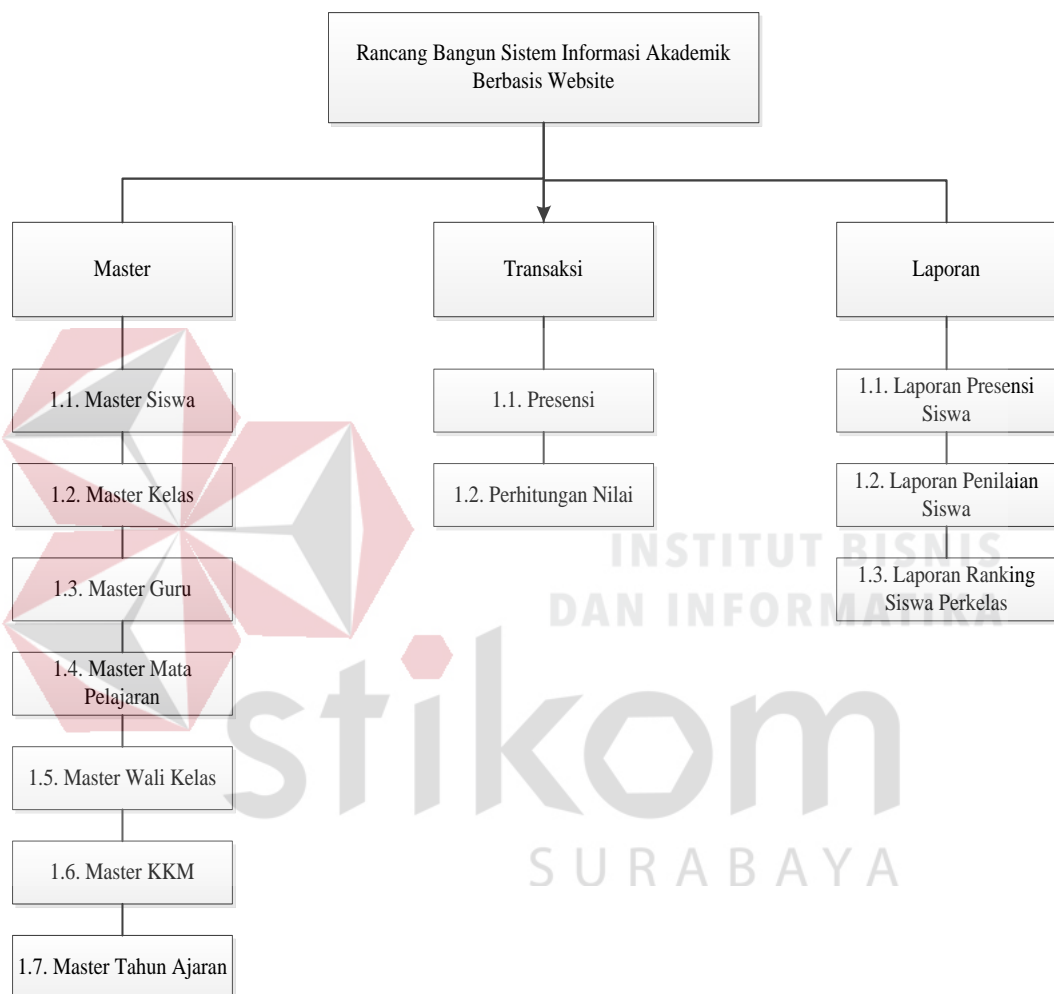 Rancang Bangun Sistem Informasi Akademik
Berbasis Website
Master
Transaksi
Laporan
1.1. Master Siswa
1.2. Master Kelas
1.3. Master Guru
1.4. Master Mata
Pelajaran
1.5. Master Wali Kelas
1.6. Master KKM
1.7. Master Tahun Ajaran
1.1. Presensi
1.2. Perhitungan Nilai
1.1. Laporan Presensi
Siswa
1.2. Laporan Penilaian
Siswa
1.3. Laporan Ranking
Siswa Perkelas
INSTITUT BISNIS
DAN INFORMATIKA
stikom
SURABAYA